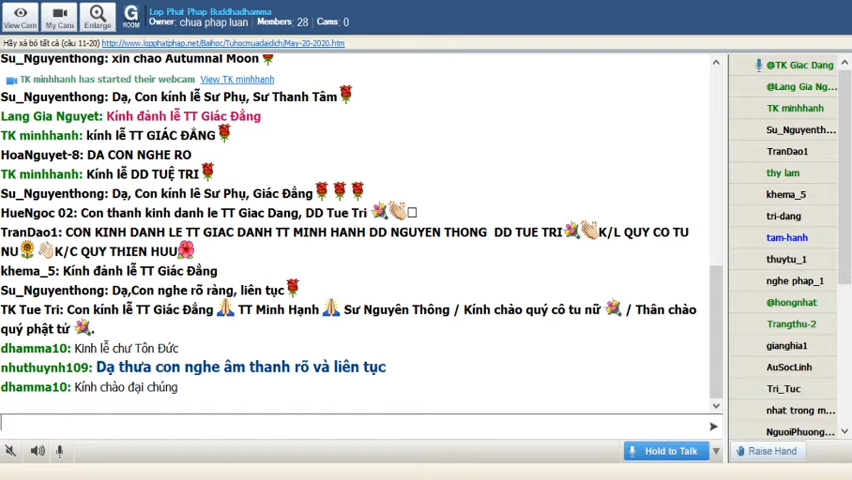 View Cam
My Cam
Enlarge
G
ROOM
Lop Phat Phap Buddhadhamma
Owner: chua phap luan Members: 28 Cams: 0
Hãy xả bỏ tất cả (câu 11-20) http://www.lopphatphap.net/Baihoc/Tuhocmuadaidich/May-20-2020.htm
Su_Nguyenthong: xin chao Autumnal Moon
TK minhhanh has started their webcam View TK minhhanh
Su_Nguyenthong: Dạ, Con kính lễ Sư Phụ, Sư Thanh Tâm
Lang Gia Nguyet: Kính đảnh lễ TT Giác Đẳng
TK minhhanh: kính lễ TT GIÁC ĐẲNG
HoaNguyet-8: DA CON NGHE RO
TK minhhanh: Kính lễ DD TUỆ TRI
Su_Nguyenthong: Dạ, Con kính lê Sư Phụ, Giác Đẳng
HueNgoc 02: Con thanh kinh danh le TT Giac Dang, DD Tue Tri
TranDao1: CON KINH DANH LE TT GIAC DANH TT MINH HANH DD NGUYEN THONG DD TUE TRI K/L QUY CO TU
NU K/C QUY THIEN HUU
khema_5: Kính đảnh lễ TT Giác Đẳng
Su_Nguyenthong: Dạ,Con nghe rõ ràng, liên tục
TK Tue Tri: Con kính lễ TT Giác Đẳng TT Minh Hạnh Sư Nguyên Thông / Kính chào quý cô tu nữ / Thân chào
quý phật tử .
dhamma10: Kinh lễ chư Tôn Đức
nhuthuynh109: Dạ thưa con nghe âm thanh rõ và liên tục
dhamma10: Kính chào đại chúng
Hold to Talk
@TK Giac Dang
@Lang Gia Ng...
TK minhhanh
Su_Nguyenth...
TranDao1
thy lam
khema_5
tri-dang
tam-hanh
thuytu_1
nghe phap_1
@hongnhat
Trangthu-2
gianghia1
AuSocLinh
Tri_Tuc
nhat trong m...
NguoiPhuong...
Raise Hand